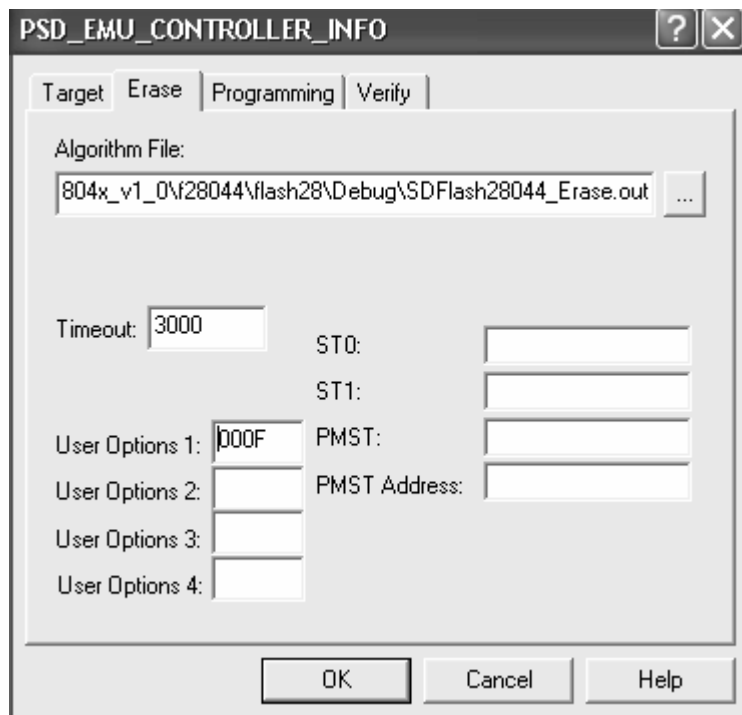 PSD_EMU_CONTROLLER_INFO
Target Erase Programming Verify
Algorithm File:
804x_v1_0\f28044\flash28\Debug\SDFlash28044_Erase.out ...
Timeout: 3000
ST0:
ST1:
User Options 1: 000F PMST:
User Options 2: PMST Address:
User Options 3:
User Options 4:
OK Cancel Help